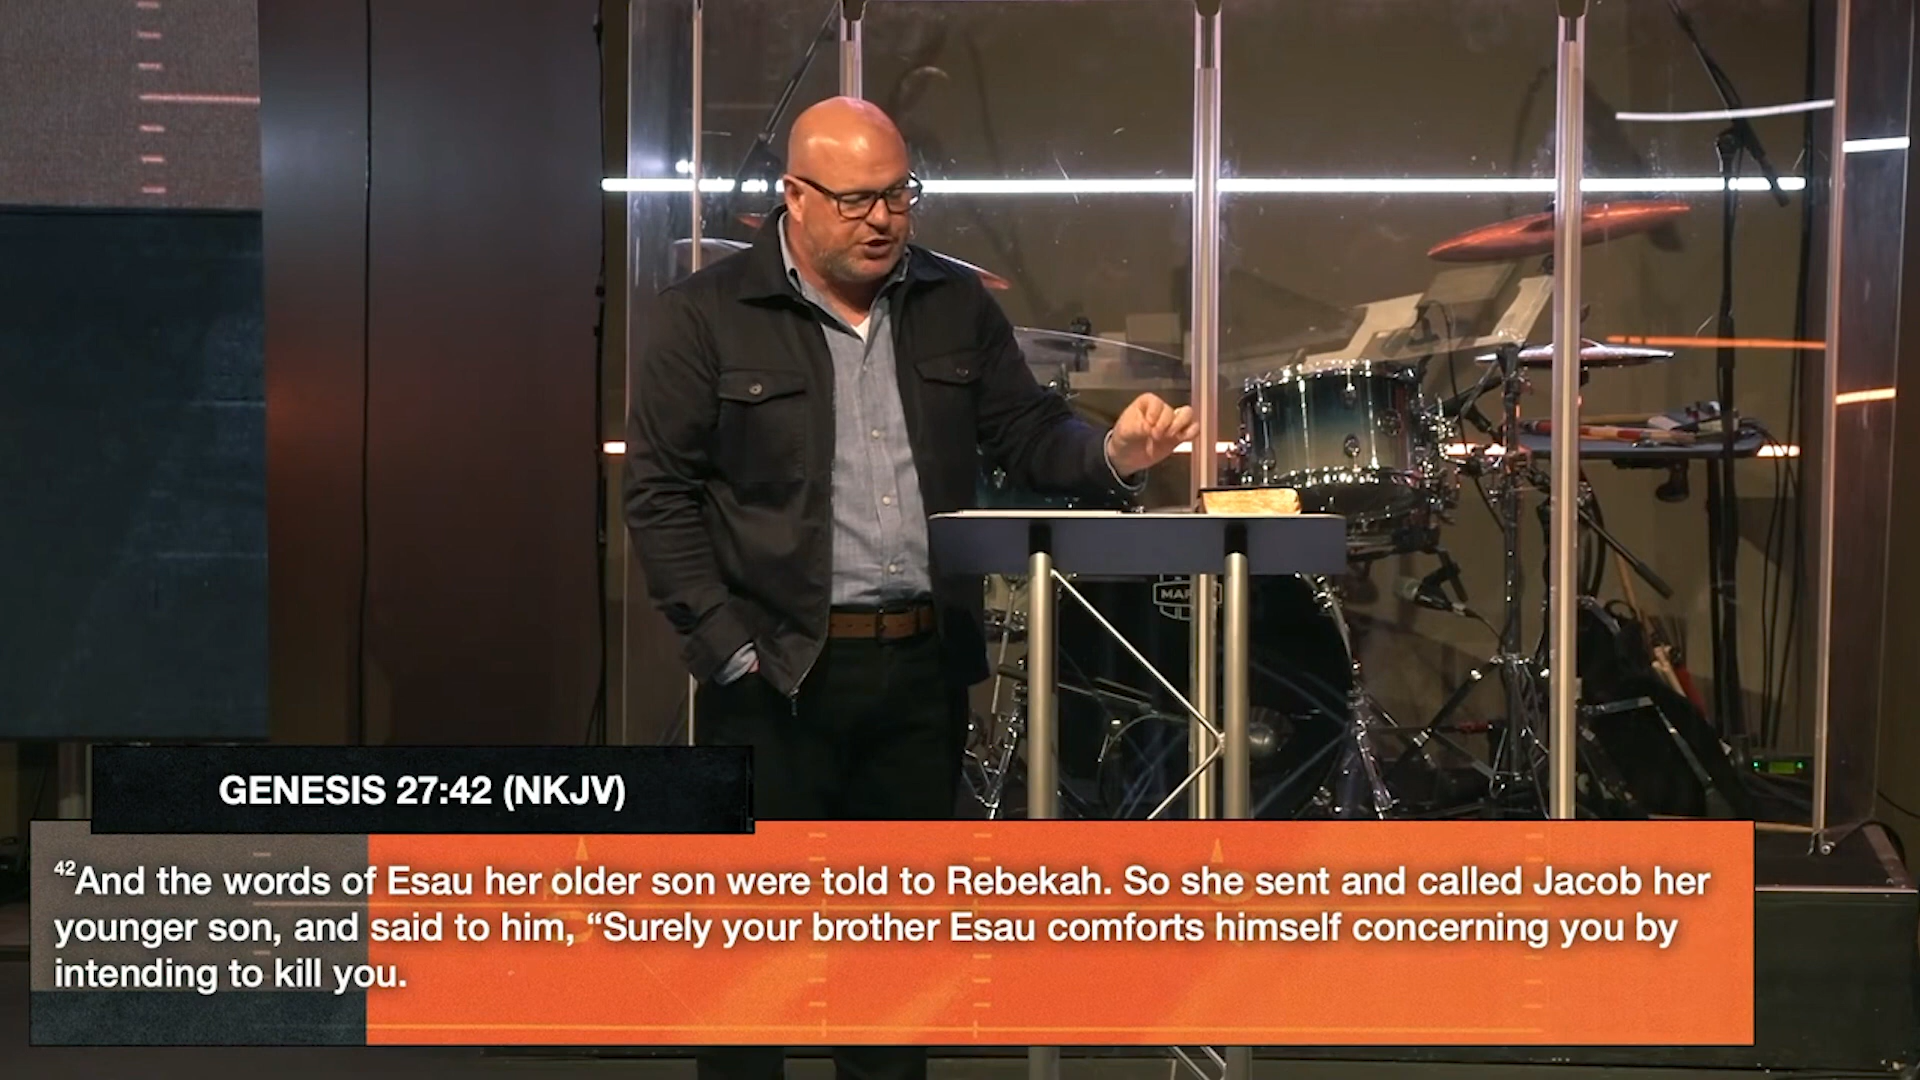 GENESIS 27:42 (NKJV)
42And the words of Esau her older son were told to Rebekah. So she sent and called Jacob her
younger son, and said to him, “Surely your brother Esau comforts himself concerning you by
intending to kill you.